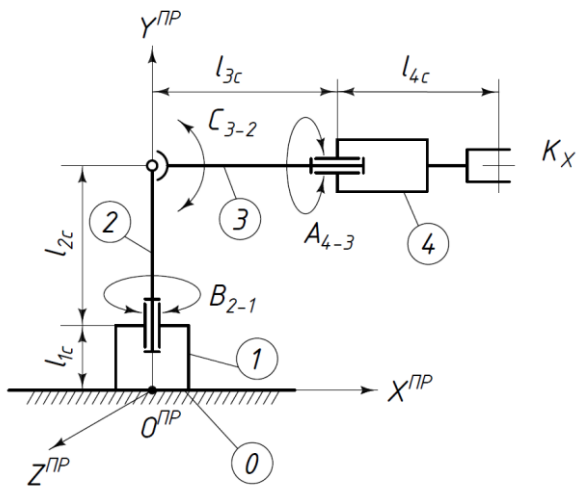 Y^ПР
l_3c
l_4c
C_3-2
K_X
2
3
A_4-3
4
l_2c
B_2-1
l_1c
1
X^ПР
O^ПР
Z^ПР
0